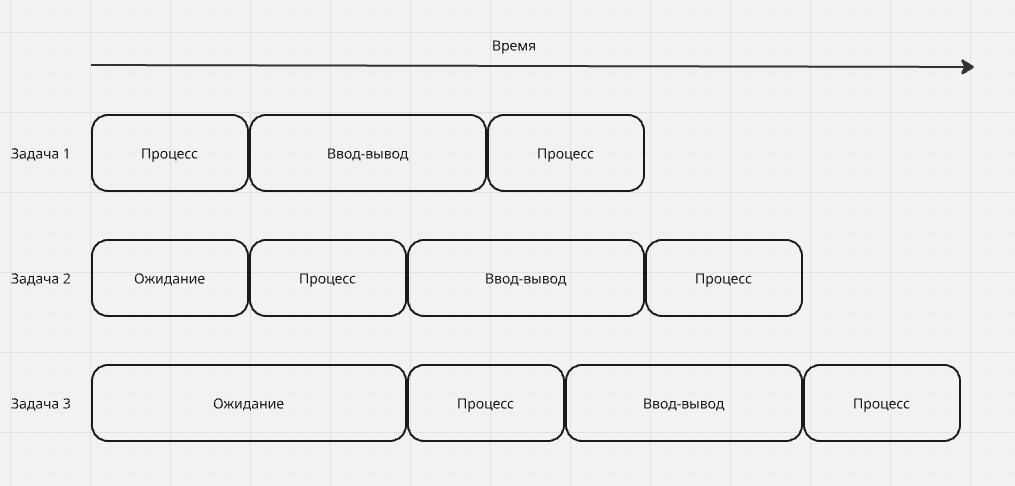 Время
Задача 1 Процесс Ввод-вывод Процесс
Задача 2 Ожидание Процесс Ввод-вывод Процесс
Задача 3 Ожидание Процесс Ввод-вывод Процесс